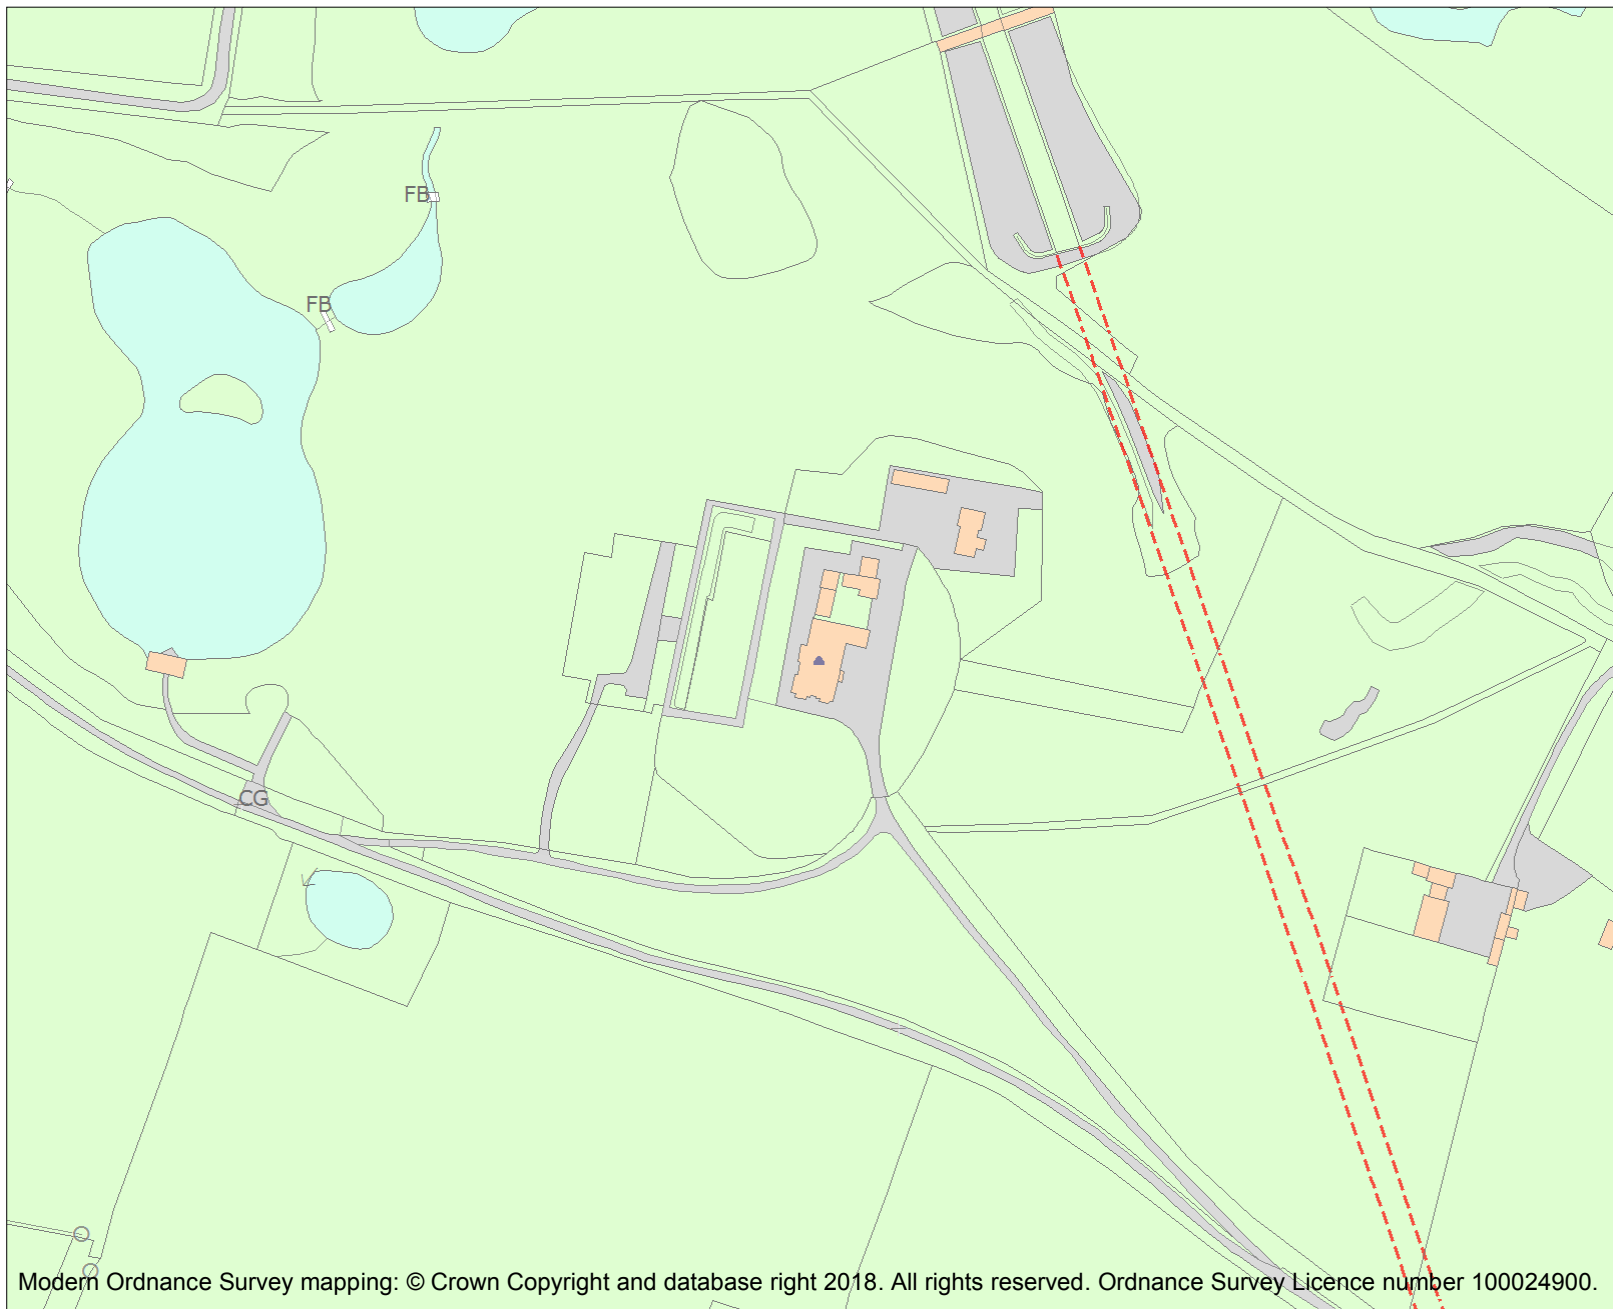 FB
FB
CG
Modern Ordnance Survey mapping: © Crown Copyright and database right 2018. All rights reserved. Ordnance Survey Licence number 100024900.